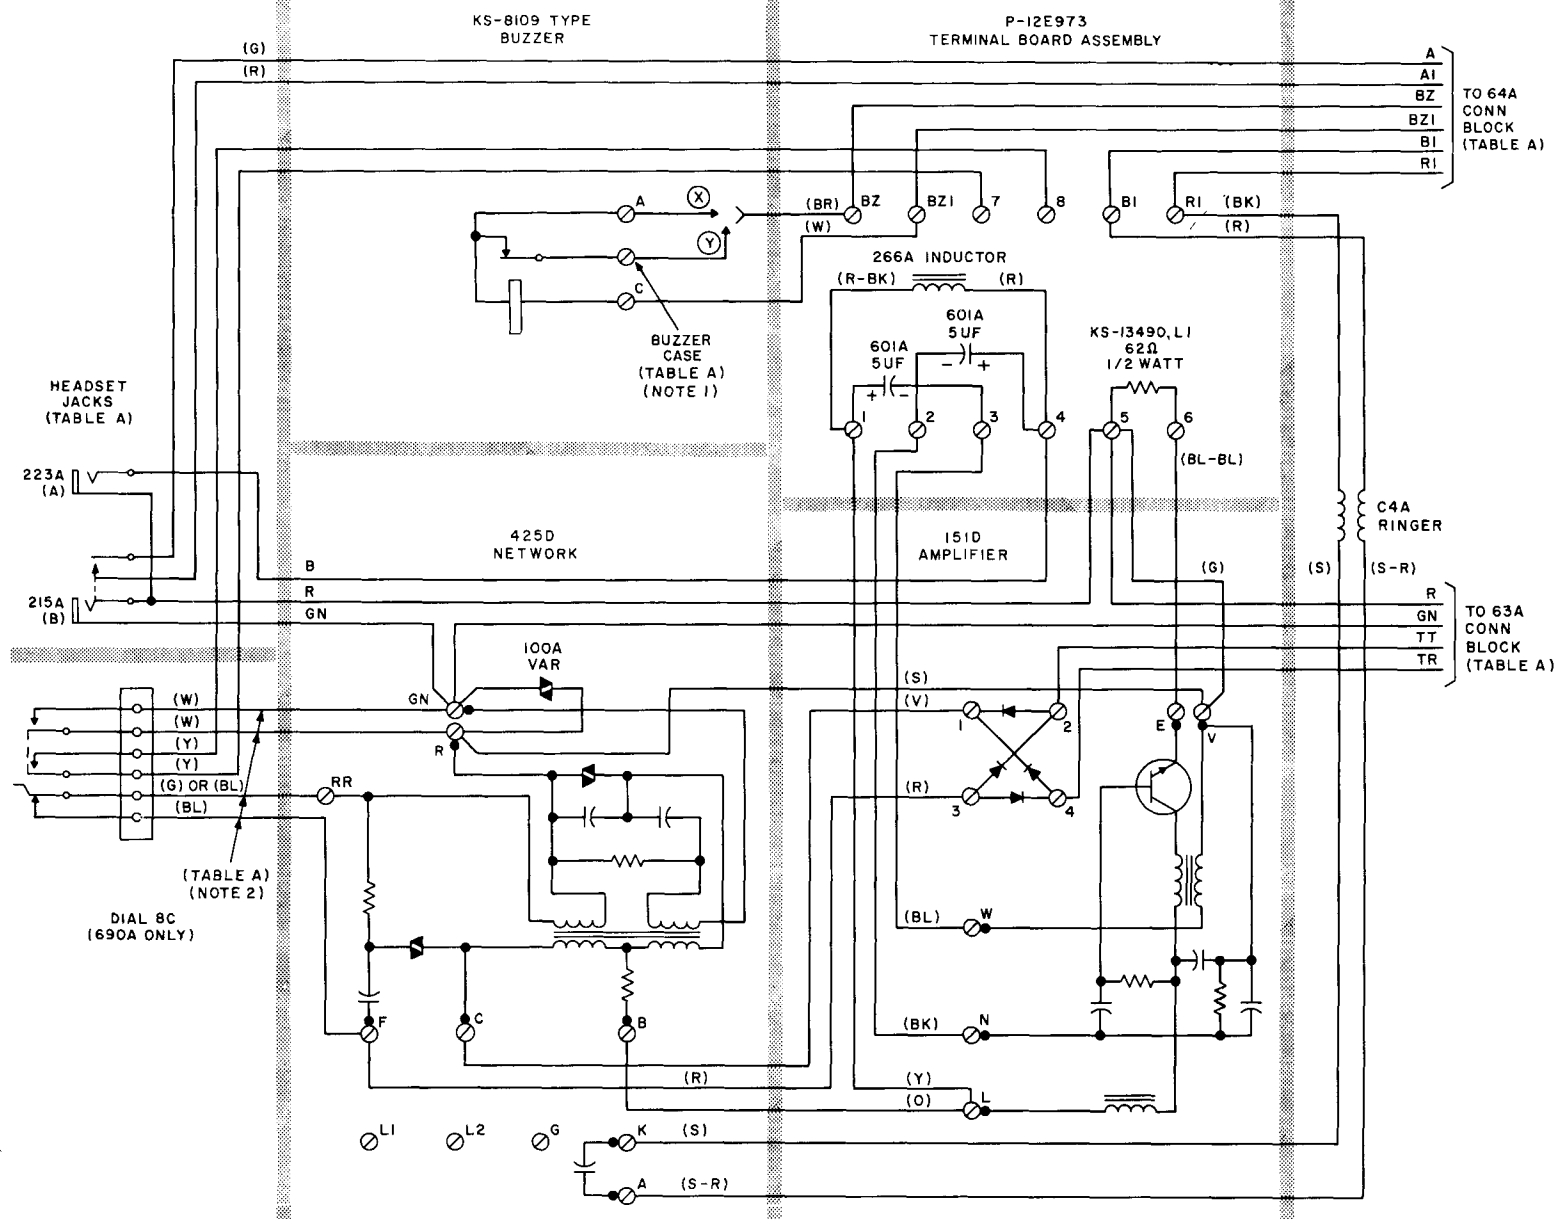 KS-8109 TYPE
BUZZER
P-12E973
TERMINAL BOARD ASSEMBLY
(G)
(R)
A
A1
BZ
BZ1
B1
R1
TO 64A
CONN
BLOCK
(TABLE A)
A
X
Y
C
BUZZER
CASE
(TABLE A)
(NOTE 1)
(BR)
(W)
BZ
BZ1
7
8
B1
R1
(BK)
(R)
266A INDUCTOR
(R-BK)
(R)
601A
5UF
- +
601A
5UF
+ -
KS-13490, L1
62Ω
1/2 WATT
1
2
3
4
5
6
(BL-BL)
HEADSET
JACKS
(TABLE A)
223A
(A)
215A
(B)
425D
NETWORK
151D
AMPLIFIER
C4A
RINGER
B
R
GN
(G)
(S)
(S-R)
R
GN
TT
TR
TO 63A
CONN
BLOCK
(TABLE A)
100A
VAR
GN
R
(W)
(W)
(Y)
(Y)
(G) OR (BL)
(BL)
RR
(TABLE A)
(NOTE 2)
DIAL 8C
(690A ONLY)
(S)
(V)
(R)
1
2
3
4
E
V
(BL)
W
(BK)
N
F
C
B
(R)
(Y)
(O)
L
L1
L2
G
K
(S)
A
(S-R)